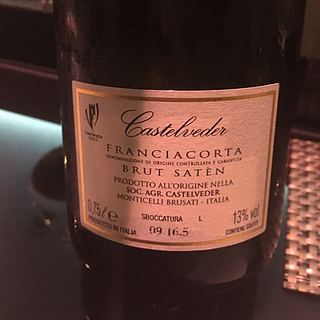 Castelveder
FRANCIACORTA
DENOMINAZIONE DI ORIGINE CONTROLLATA E GARANTITA
BRUT SATÈN
PRODOTTO ALL'ORIGINE NELLA
SOC. AGR. CASTELVEDER
MONTICELLI BRUSATI - ITALIA
0,75ℓ e
SBOCCATURA L
13% vol
PRODOTTO IN ITALIA
09 16.5
CONTIENE SOLFITI